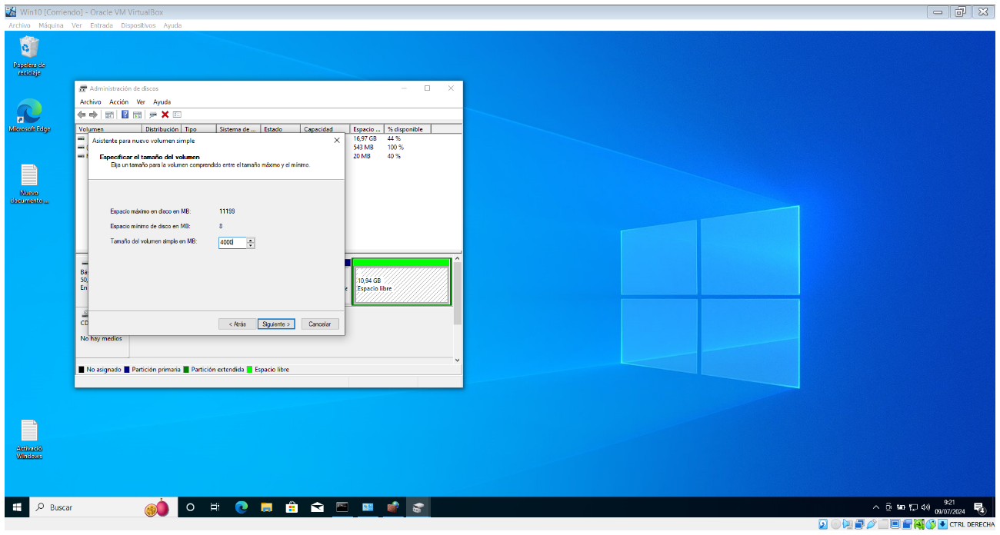 Win10 [Corriendo] - Oracle VM VirtualBox
Archivo Máquina Ver Entrada Dispositivos Ayuda
Papelera de
reciclaje
Microsoft Edge
Nuevo
documento ...
Activació
Windows
Administración de discos
Archivo Acción Ver Ayuda
Volumen Distribución Tipo Sistema de ... Estado Capacidad Espacio ... % disponible
16,97 GB 44 %
543 MB 100 %
20 MB 40 %
Asistente para nuevo volumen simple
Especificar el tamaño del volumen
Elija un tamaño para la volumen comprendido entre el tamaño máximo y el mínimo.
Espacio máximo en disco en MB: 11199
Espacio mínimo de disco en MB: 8
Tamaño del volumen simple en MB: 4000
< Atrás Siguiente > Cancelar
Bá
50,
En
10,94 GB
Espacio libre
CD
No hay medios
No asignado Partición primaria Partición extendida Espacio libre
Buscar
9:21
09/07/2024
4
CTRL DERECHA